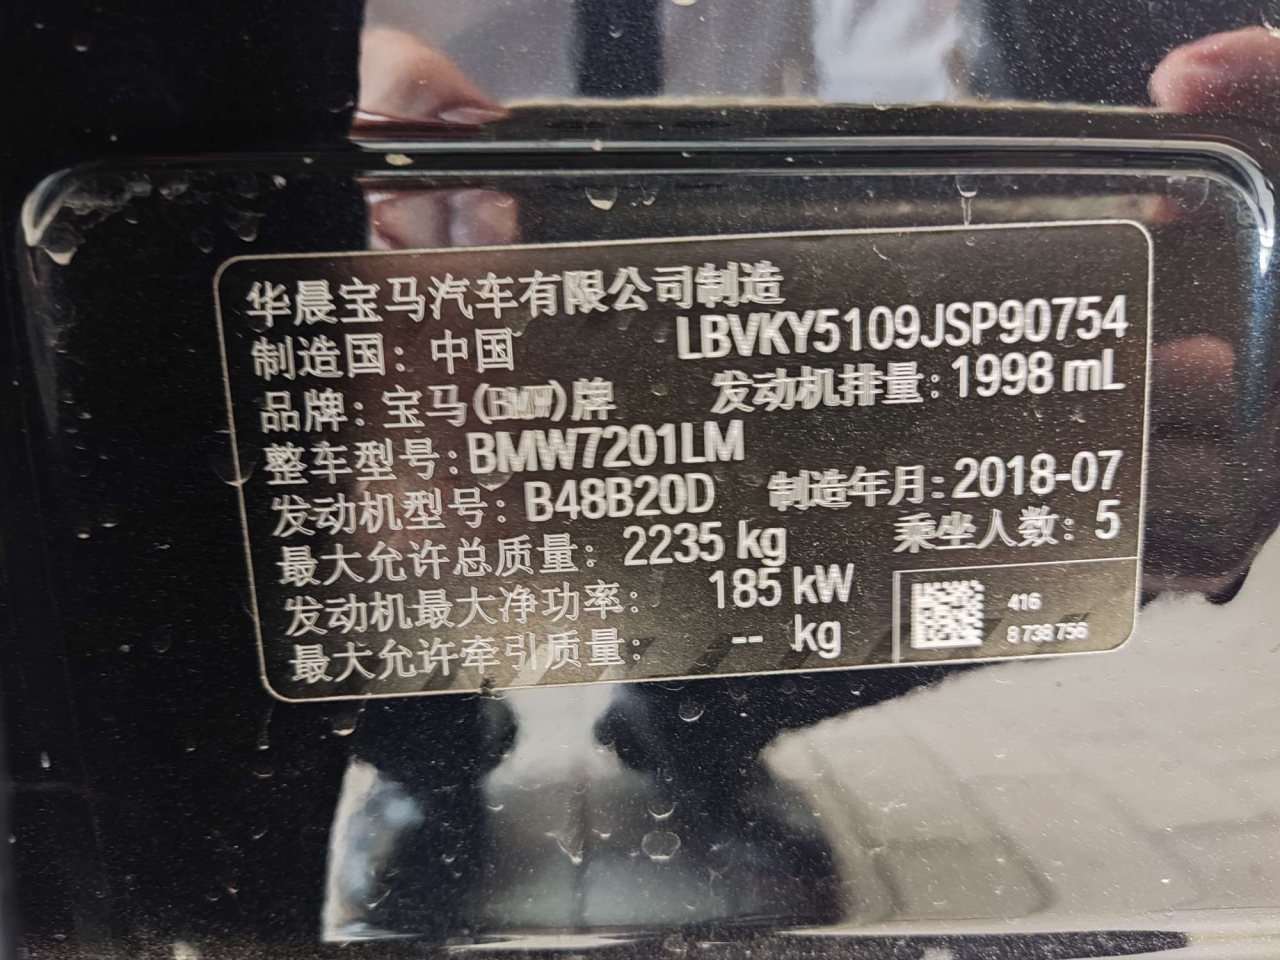 华晨宝马汽车有限公司制造
制造国：中国 LBVKY5109JSP90754
品牌：宝马(BMW)牌 发动机排量：1998 mL
整车型号：BMW7201LM
发动机型号：B48B20D 制造年月：2018-07
最大允许总质量：2235 kg 乘坐人数：5
发动机最大净功率：185 kW
最大允许牵引质量：-- kg
416
8 738 756